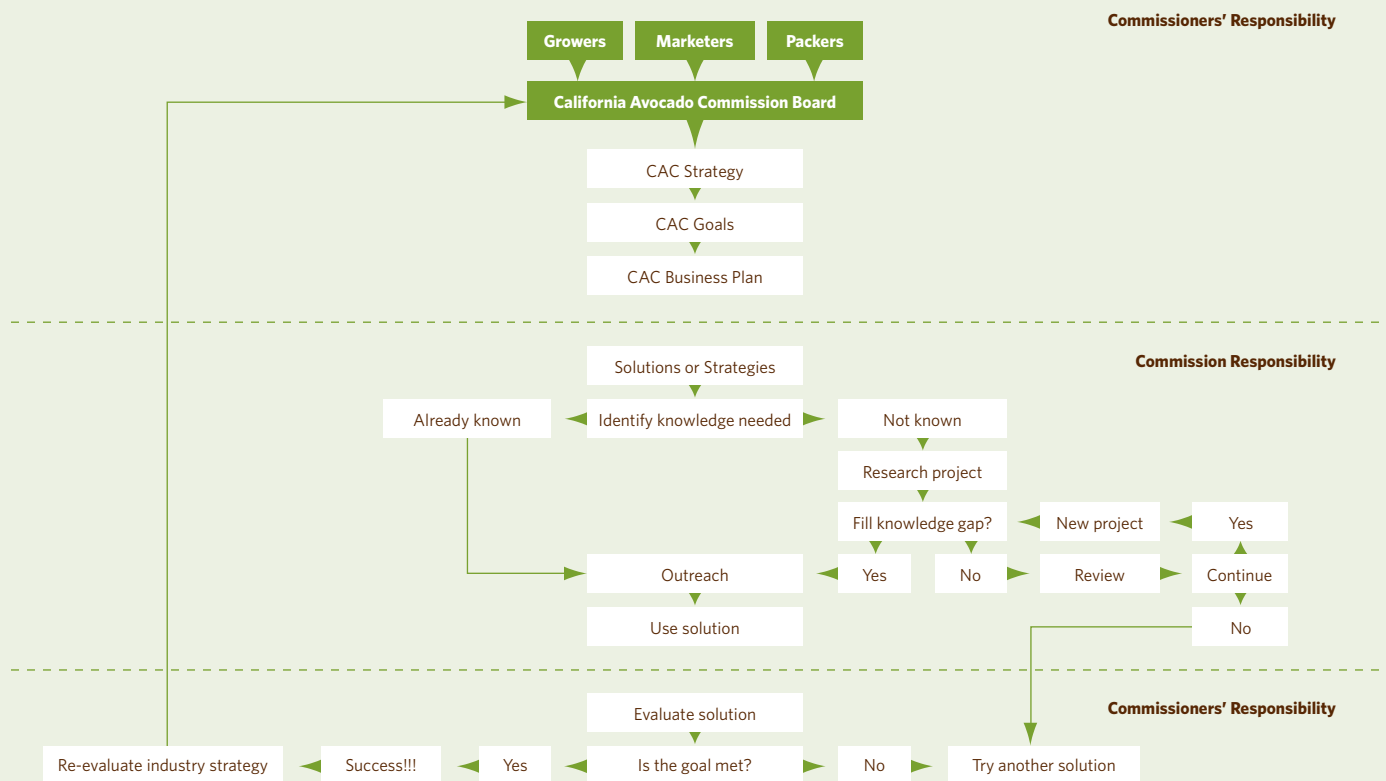 Commissioners’ Responsibility
Growers Marketers Packers
California Avocado Commission Board
CAC Strategy
CAC Goals
CAC Business Plan
Commission Responsibility
Solutions or Strategies
Already known Identify knowledge needed Not known
Research project
Fill knowledge gap? New project Yes
Outreach Yes No Review Continue
Use solution No
Commissioners’ Responsibility
Evaluate solution
Re-evaluate industry strategy Success!!! Yes Is the goal met? No Try another solution